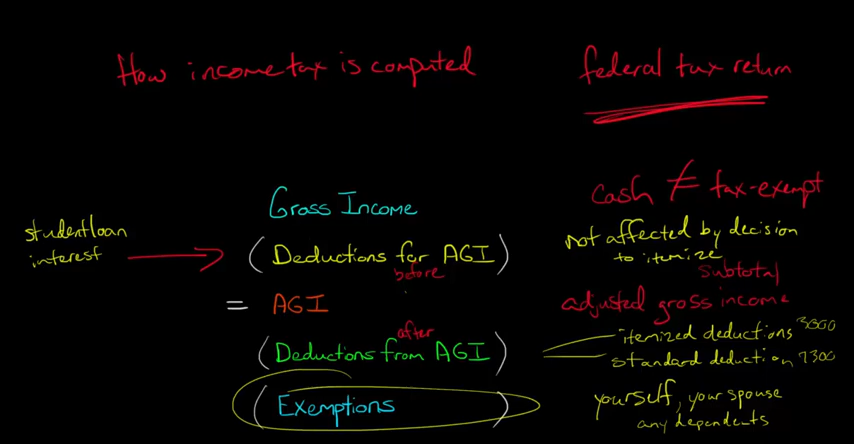 How income tax is computed
federal tax return
cash ≠ tax-exempt
Gross Income
student loan
interest
(Deductions for AGI)
before
not affected by decision
to itemize
subtotal
= AGI
adjusted gross income
after
(Deductions from AGI)
itemized deductions 3000
standard deduction 7300
(Exemptions)
yourself, your spouse
any dependents